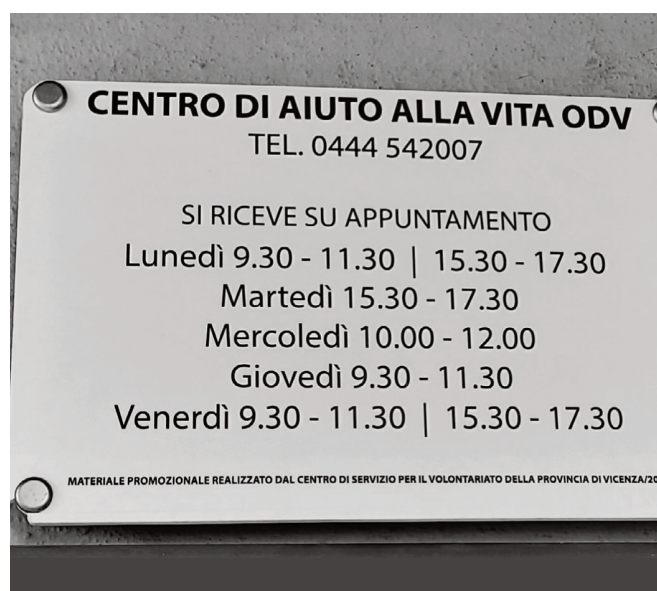 CENTRO DI AIUTO ALLA VITA ODV
TEL. 0444 542007
SI RICEVE SU APPUNTAMENTO
Lunedì 9.30 - 11.30 | 15.30 - 17.30
Martedì 15.30 - 17.30
Mercoledì 10.00 - 12.00
Giovedì 9.30 - 11.30
Venerdì 9.30 - 11.30 | 15.30 - 17.30
MATERIALE PROMOZIONALE REALIZZATO DAL CENTRO DI SERVIZIO PER IL VOLONTARIATO DELLA PROVINCIA DI VICENZA/20